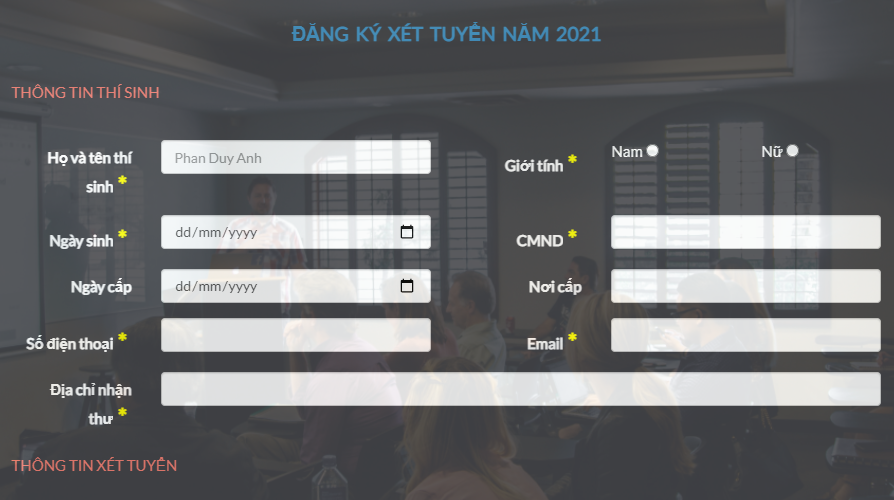 ĐĂNG KÝ XÉT TUYỂN NĂM 2021
THÔNG TIN THÍ SINH
Họ và tên thí
sinh *
Phan Duy Anh
Giới tính *
Nam
Nữ
Ngày sinh *
dd/mm/yyyy
CMND *
Ngày cấp
dd/mm/yyyy
Nơi cấp
Số điện thoại *
Email *
Địa chỉ nhận
thư *
THÔNG TIN XÉT TUYỂN